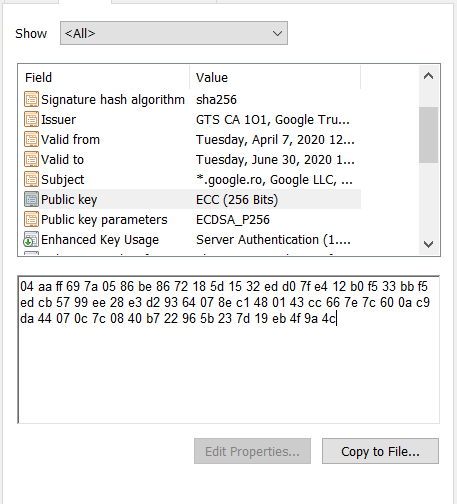 Show <All>
Field Value
Signature hash algorithm sha256
Issuer GTS CA 1O1, Google Tru...
Valid from Tuesday, April 7, 2020 12...
Valid to Tuesday, June 30, 2020 1...
Subject *.google.ro, Google LLC, ...
Public key ECC (256 Bits)
Public key parameters ECDSA_P256
Enhanced Key Usage Server Authentication (1....
04 aa ff 69 7a 05 86 be 86 72 18 5d 15 32 ed d0 7f e4 12 b0 f5 33 bb f5
ed cb 57 99 ee 28 e3 d2 93 64 07 8e c1 48 01 43 cc 66 7e 7c 60 0a c9
da 44 07 0c 7c 08 40 b7 22 96 5b 23 7d 19 eb 4f 9a 4c
Edit Properties... Copy to File...